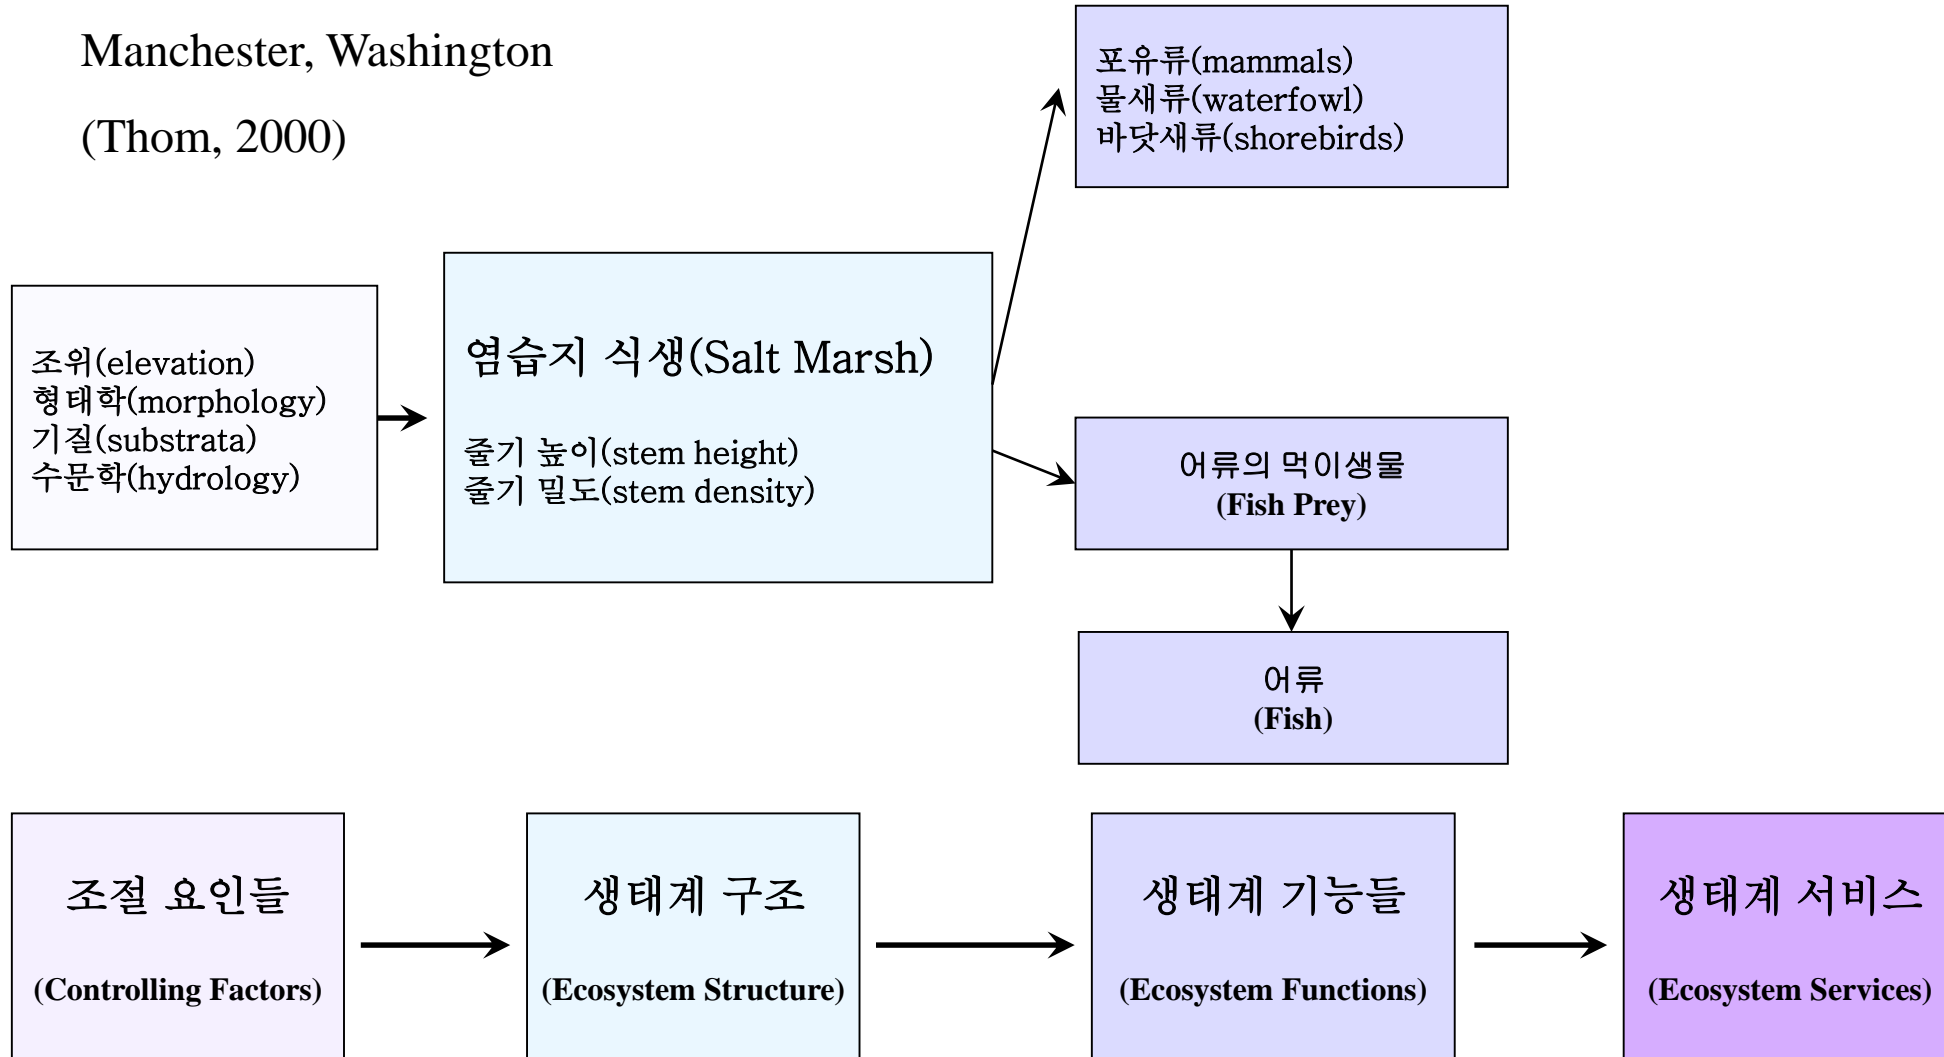 Manchester, Washington
(Thom, 2000)
포유류(mammals)
물새류(waterfowl)
바닷새류(shorebirds)
조위(elevation)
형태학(morphology)
기질(substrata)
수문학(hydrology)
염습지 식생(Salt Marsh)
줄기 높이(stem height)
줄기 밀도(stem density)
어류의 먹이생물
(Fish Prey)
어류
(Fish)
조절 요인들
(Controlling Factors)
생태계 구조
(Ecosystem Structure)
생태계 기능들
(Ecosystem Functions)
생태계 서비스
(Ecosystem Services)